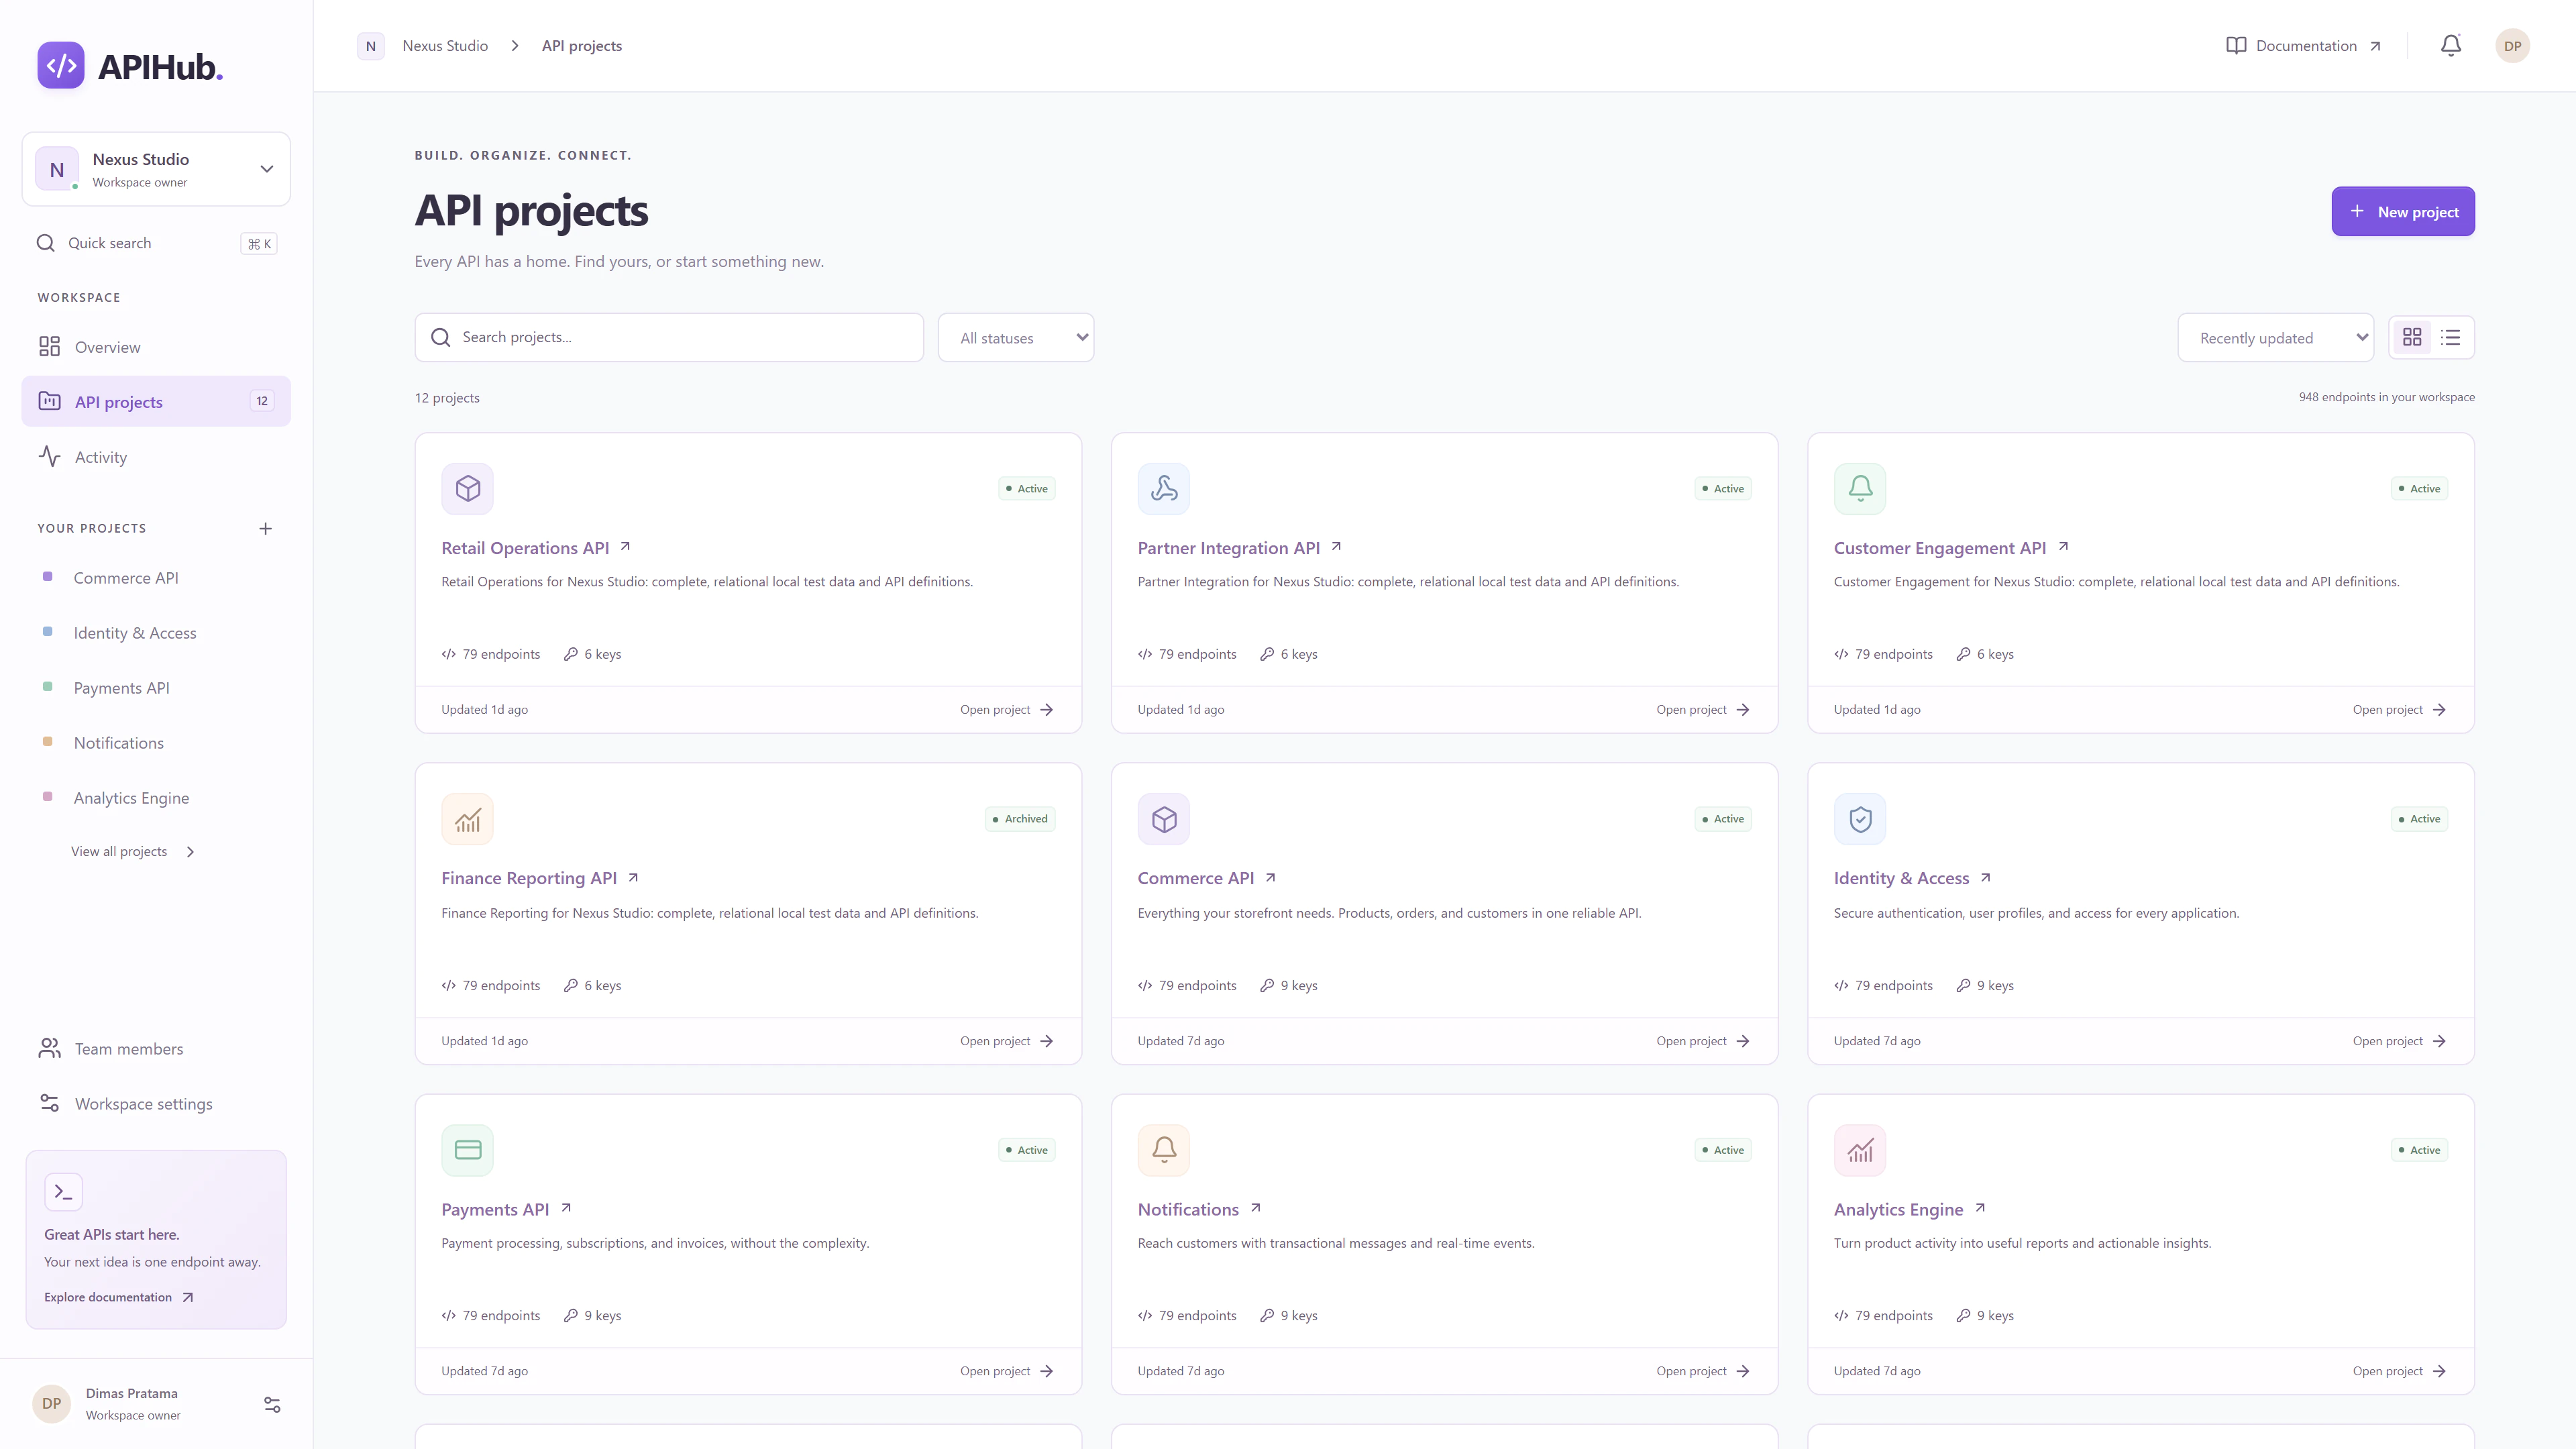 APIHub.
N
Nexus Studio
Workspace owner
Quick search
⌘ K
WORKSPACE
Overview
API projects
12
Activity
YOUR PROJECTS
Commerce API
Identity & Access
Payments API
Notifications
Analytics Engine
View all projects
Team members
Workspace settings
Great APIs start here.
Your next idea is one endpoint away.
Explore documentation
DP
Dimas Pratama
Workspace owner
N
Nexus Studio
API projects
Documentation
DP
BUILD. ORGANIZE. CONNECT.
API projects
Every API has a home. Find yours, or start something new.
New project
Search projects...
All statuses
Recently updated
12 projects
948 endpoints in your workspace
Active
Retail Operations API
Retail Operations for Nexus Studio: complete, relational local test data and API definitions.
79 endpoints
6 keys
Updated 1d ago
Open project
Active
Partner Integration API
Partner Integration for Nexus Studio: complete, relational local test data and API definitions.
79 endpoints
6 keys
Updated 1d ago
Open project
Active
Customer Engagement API
Customer Engagement for Nexus Studio: complete, relational local test data and API definitions.
79 endpoints
6 keys
Updated 1d ago
Open project
Archived
Finance Reporting API
Finance Reporting for Nexus Studio: complete, relational local test data and API definitions.
79 endpoints
6 keys
Updated 1d ago
Open project
Active
Commerce API
Everything your storefront needs. Products, orders, and customers in one reliable API.
79 endpoints
9 keys
Updated 7d ago
Open project
Active
Identity & Access
Secure authentication, user profiles, and access for every application.
79 endpoints
9 keys
Updated 7d ago
Open project
Active
Payments API
Payment processing, subscriptions, and invoices, without the complexity.
79 endpoints
9 keys
Updated 7d ago
Open project
Active
Notifications
Reach customers with transactional messages and real-time events.
79 endpoints
9 keys
Updated 7d ago
Open project
Active
Analytics Engine
Turn product activity into useful reports and actionable insights.
79 endpoints
9 keys
Updated 7d ago
Open project